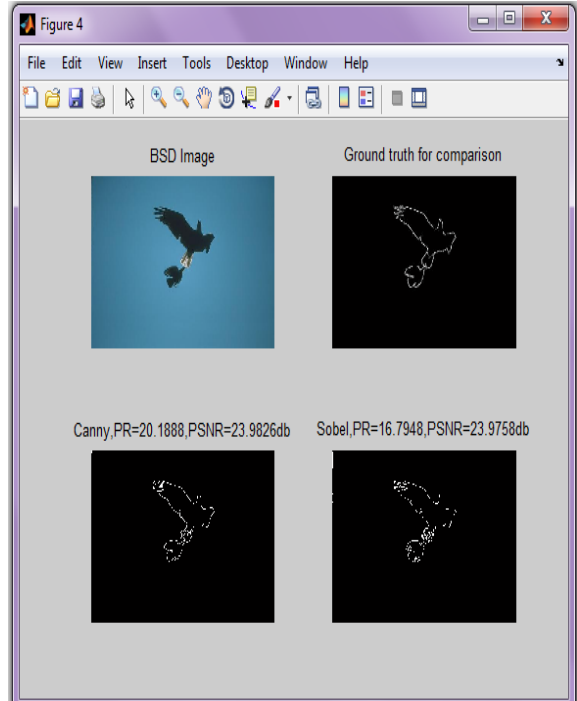 Figure 4
File Edit View Insert Tools Desktop Window Help
BSD Image
Ground truth for comparison
Canny,PR=20.1888,PSNR=23.9826db
Sobel,PR=16.7948,PSNR=23.9758db